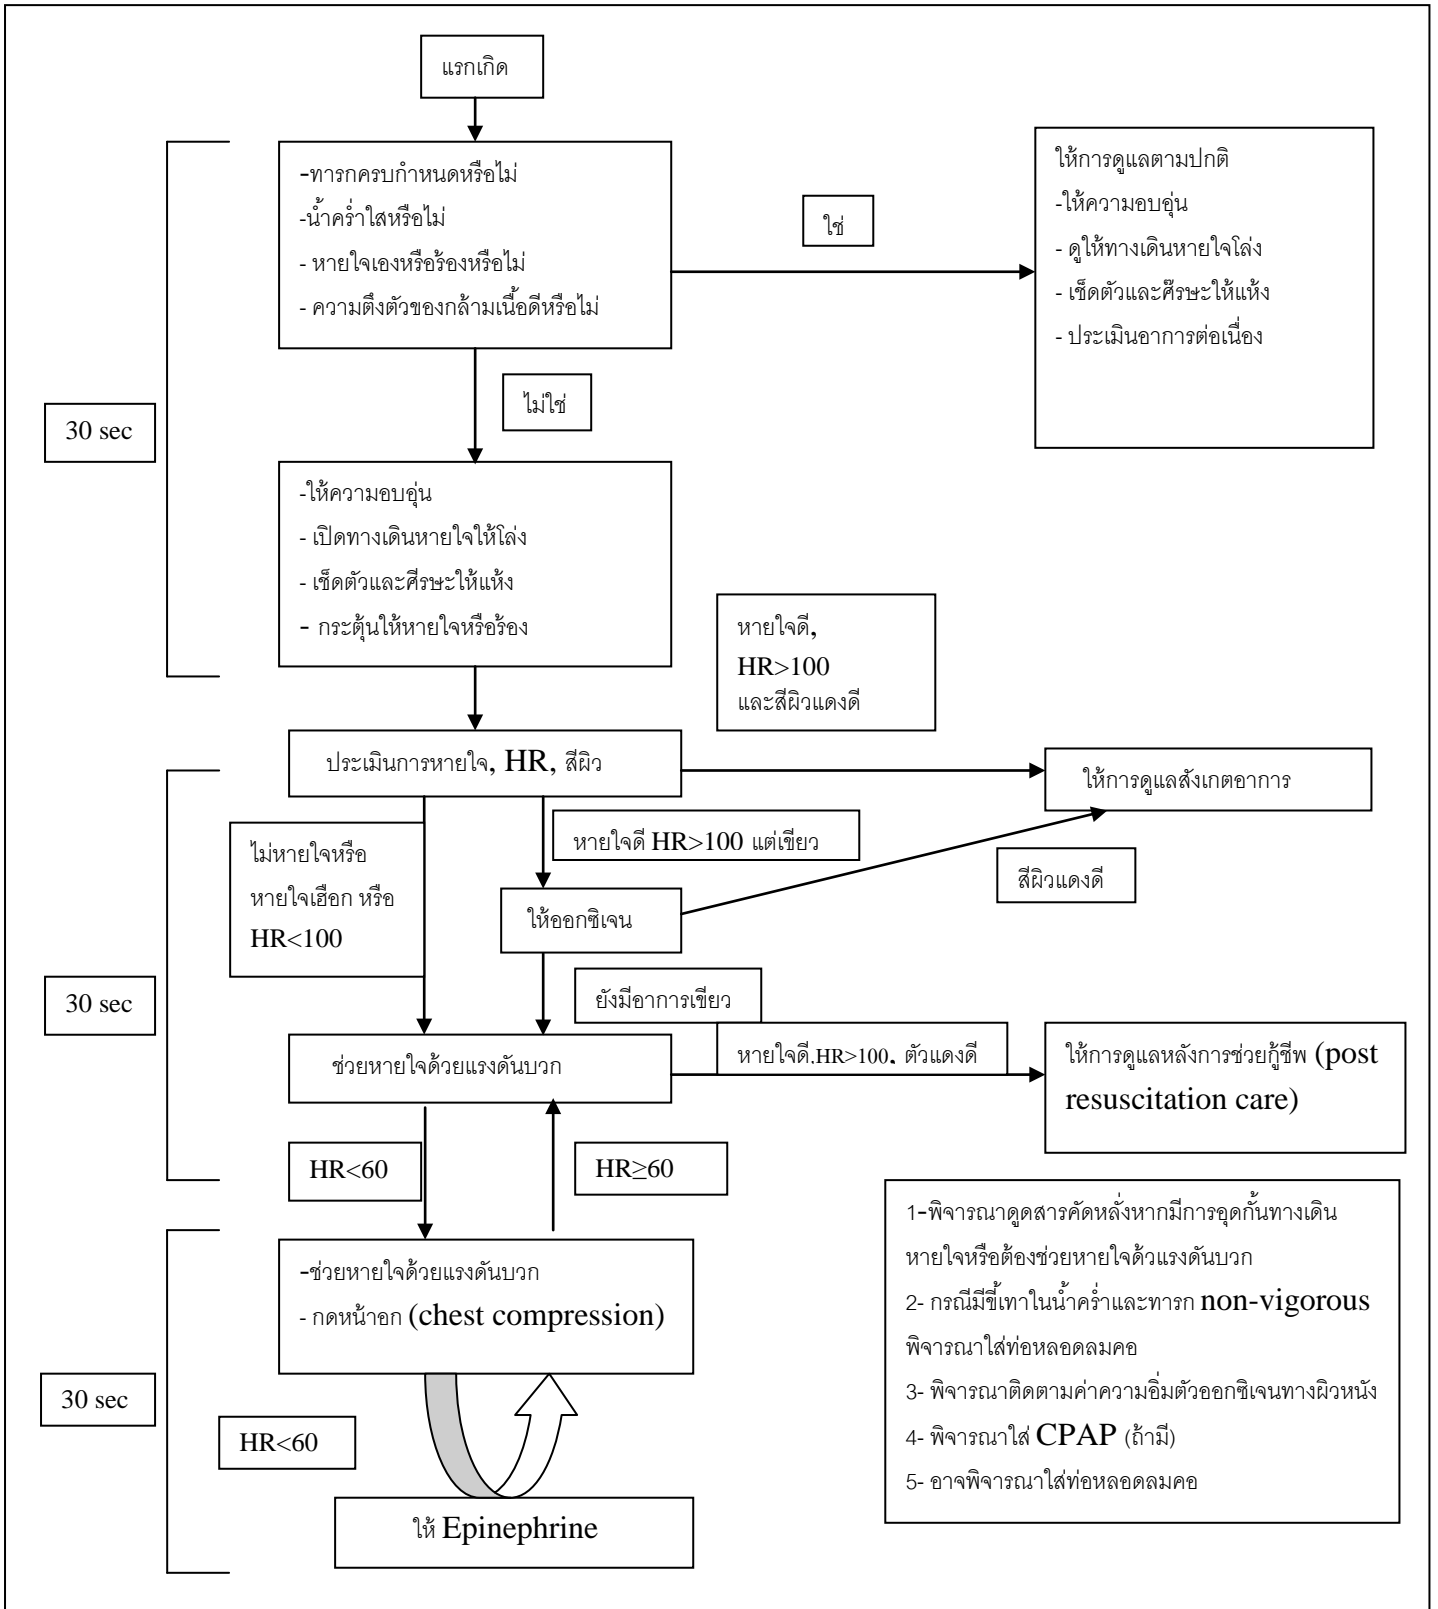 แรกเกิด
-ทารกครบกำหนดหรือไม่
-น้ำคร่ำใสหรือไม่
- หายใจเองหรือร้องหรือไม่
- ความตึงตัวของกล้ามเนื้อดีหรือไม่
ใช่
ให้การดูแลตามปกติ
-ให้ความอบอุ่น
- ดูให้ทางเดินหายใจโล่ง
- เช็ดตัวและศีรษะให้แห้ง
- ประเมินอาการต่อเนื่อง
ไม่ใช่
30 sec
-ให้ความอบอุ่น
- เปิดทางเดินหายใจให้โล่ง
- เช็ดตัวและศีรษะให้แห้ง
- กระตุ้นให้หายใจหรือร้อง
หายใจดี,
HR>100
และสีผิวแดงดี
ประเมินการหายใจ, HR, สีผิว
ให้การดูแลสังเกตอาการ
ไม่หายใจหรือ
หายใจเฮือก หรือ
HR<100
หายใจดี HR>100 แต่เขียว
สีผิวแดงดี
ให้ออกซิเจน
30 sec
ยังมีอาการเขียว
ช่วยหายใจด้วยแรงดันบวก
หายใจดี,HR>100, ตัวแดงดี
ให้การดูแลหลังการช่วยกู้ชีพ (post
resuscitation care)
HR<60
HR≥60
-ช่วยหายใจด้วยแรงดันบวก
- กดหน้าอก (chest compression)
30 sec
HR<60
ให้ Epinephrine
1-พิจารณาดูดสารคัดหลั่งหากมีการอุดกั้นทางเดิน
หายใจหรือต้องช่วยหายใจด้วแรงดันบวก
2- กรณีมีขี้เทาในน้ำคร่ำและทารก non-vigorous
พิจารณาใส่ท่อหลอดลมคอ
3- พิจารณาติดตามค่าความอิ่มตัวออกซิเจนทางผิวหนัง
4- พิจารณาใส่ CPAP (ถ้ามี)
5- อาจพิจารณาใส่ท่อหลอดลมคอ